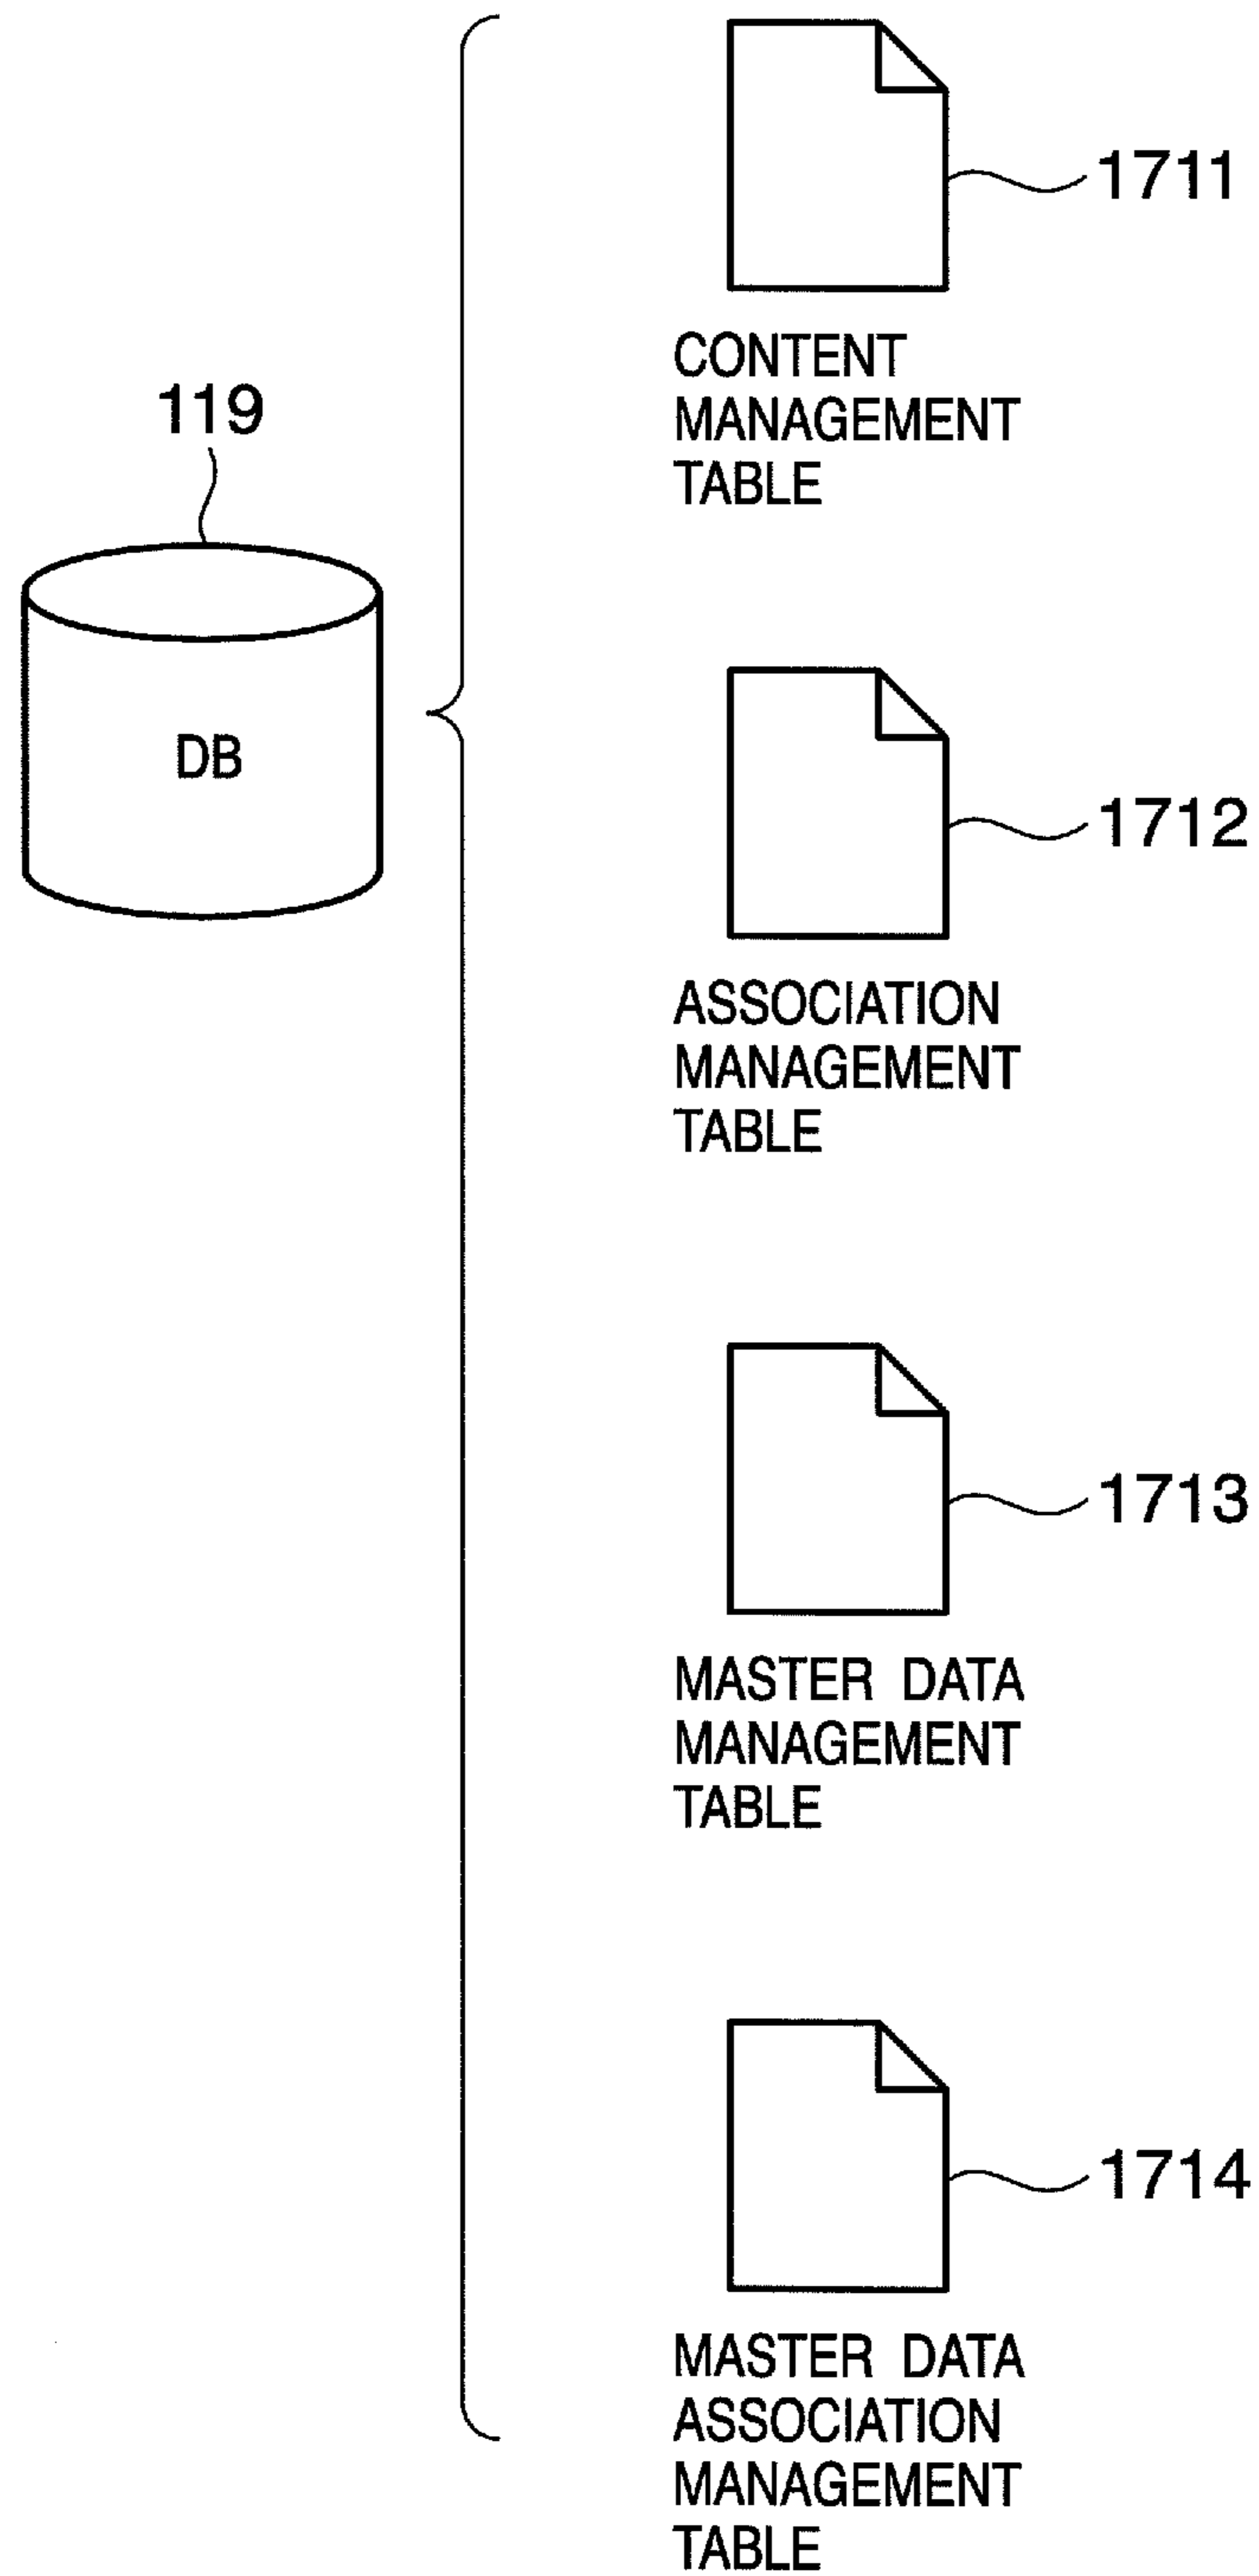 119
DB
1711
CONTENT
MANAGEMENT
TABLE
1712
ASSOCIATION
MANAGEMENT
TABLE
1713
MASTER DATA
MANAGEMENT
TABLE
1714
MASTER DATA
ASSOCIATION
MANAGEMENT
TABLE